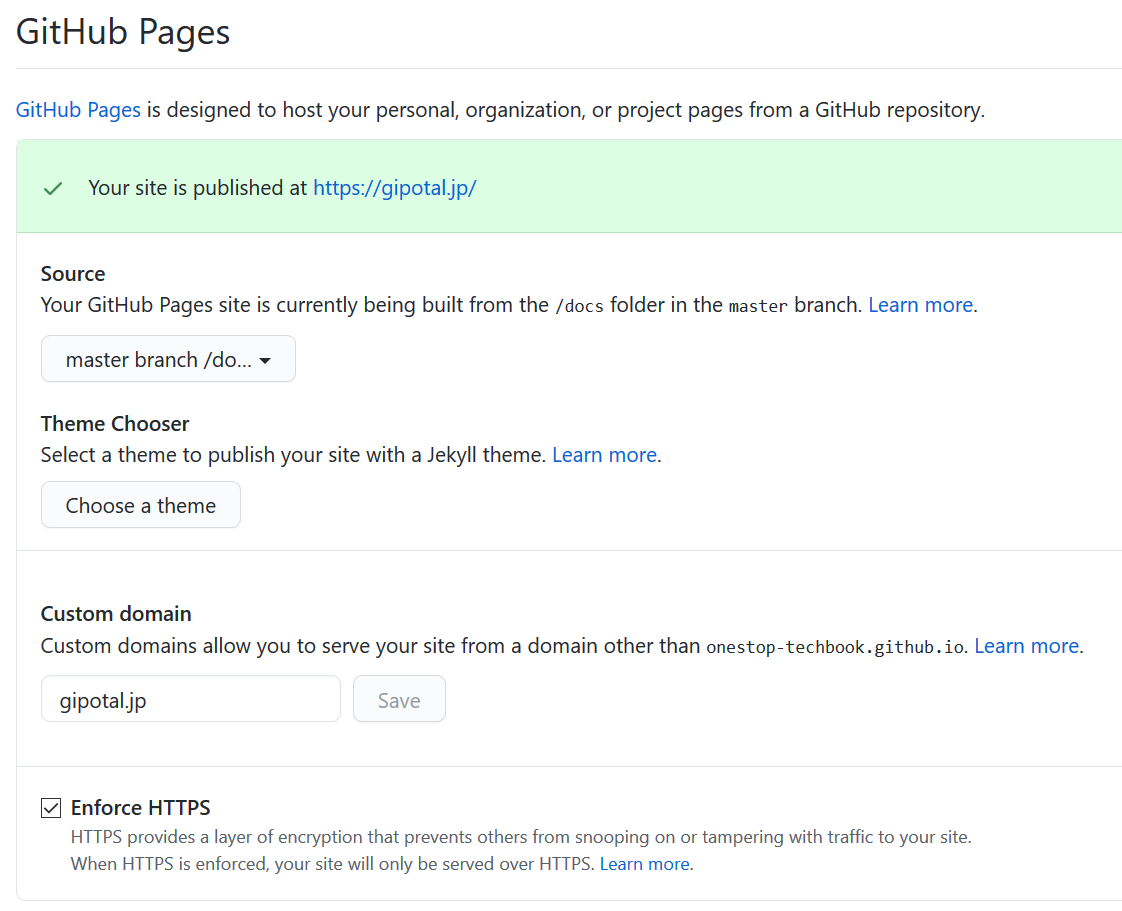 GitHub Pages
GitHub Pages is designed to host your personal, organization, or project pages from a GitHub repository.
Your site is published at https://gipotal.jp/
Source
Your GitHub Pages site is currently being built from the /docs folder in the master branch. Learn more.
master branch /do...
Theme Chooser
Select a theme to publish your site with a Jekyll theme. Learn more.
Choose a theme
Custom domain
Custom domains allow you to serve your site from a domain other than onestop-techbook.github.io. Learn more.
gipotal.jp Save
Enforce HTTPS
HTTPS provides a layer of encryption that prevents others from snooping on or tampering with traffic to your site.
When HTTPS is enforced, your site will only be served over HTTPS. Learn more.